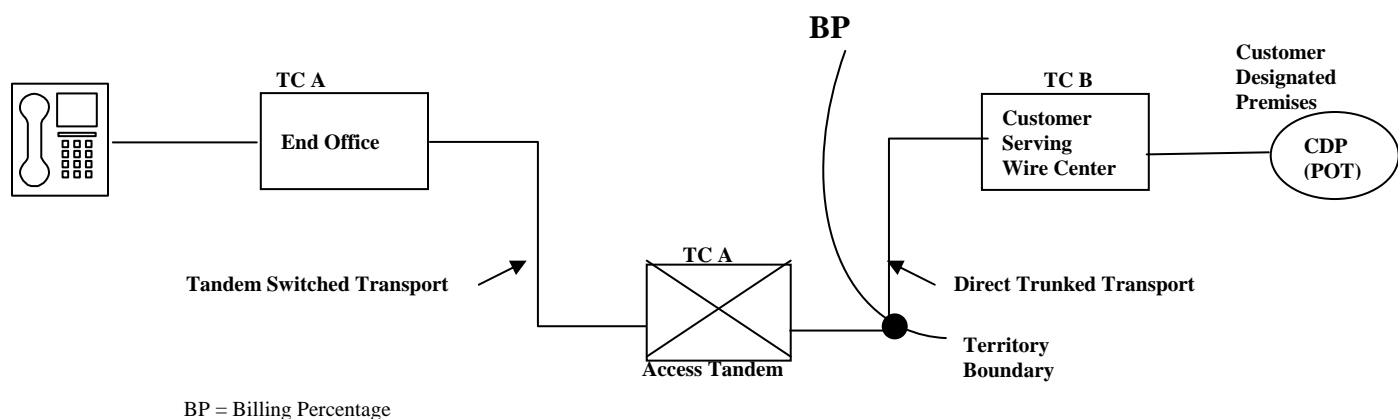 BP
TC A
End Office
TC B
Customer
Serving
Wire Center
Customer
Designated
Premises
CDP
(POT)
Tandem Switched Transport
TC A
Access Tandem
Direct Trunked Transport
Territory
Boundary
BP = Billing Percentage